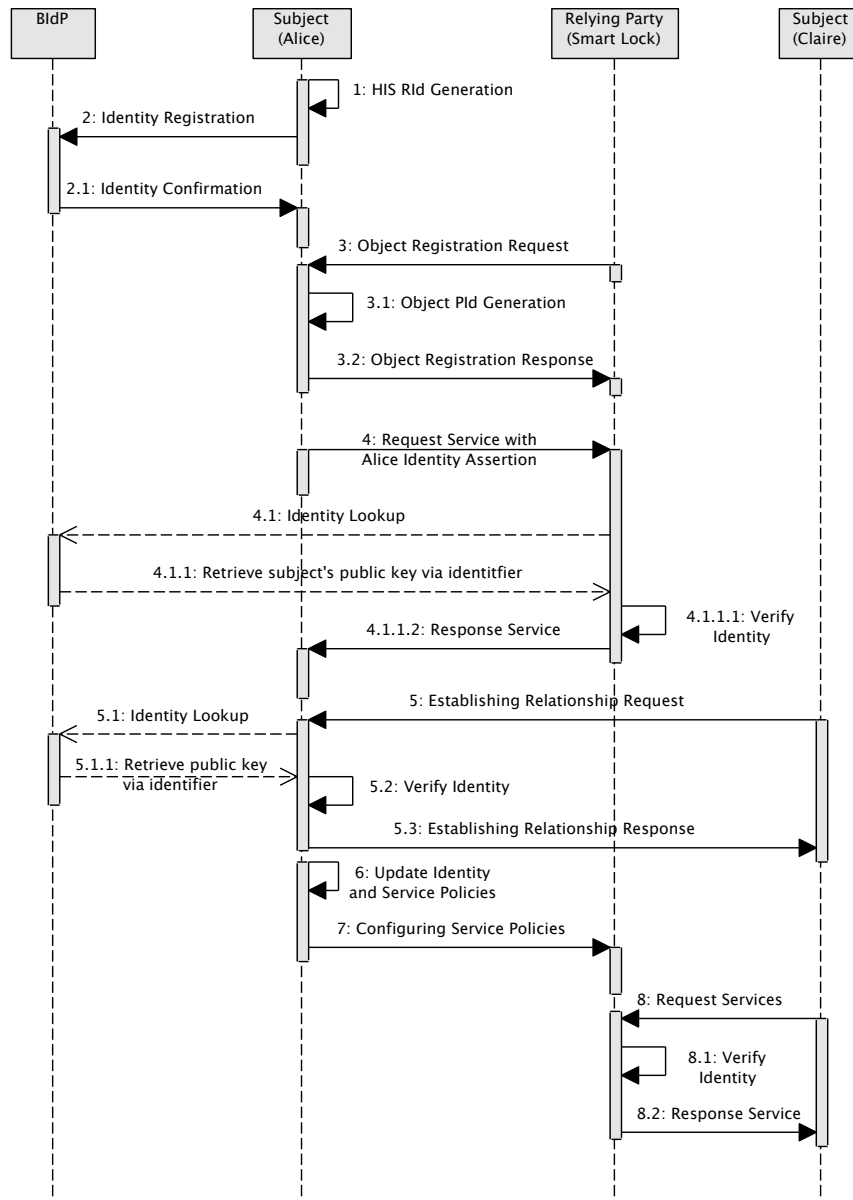 BIdP
Subject
(Alice)
Relying Party
(Smart Lock)
Subject
(Claire)
1: HIS RId Generation
2: Identity Registration
2.1: Identity Confirmation
3: Object Registration Request
3.1: Object PId Generation
3.2: Object Registration Response
4: Request Service with
Alice Identity Assertion
4.1: Identity Lookup
4.1.1: Retrieve subject's public key via identitfier
4.1.1.1: Verify
Identity
4.1.1.2: Response Service
5: Establishing Relationship Request
5.1: Identity Lookup
5.1.1: Retrieve public key
via identifier
5.2: Verify Identity
5.3: Establishing Relationship Response
6: Update Identity
and Service Policies
7: Configuring Service Policies
8: Request Services
8.1: Verify
Identity
8.2: Response Service